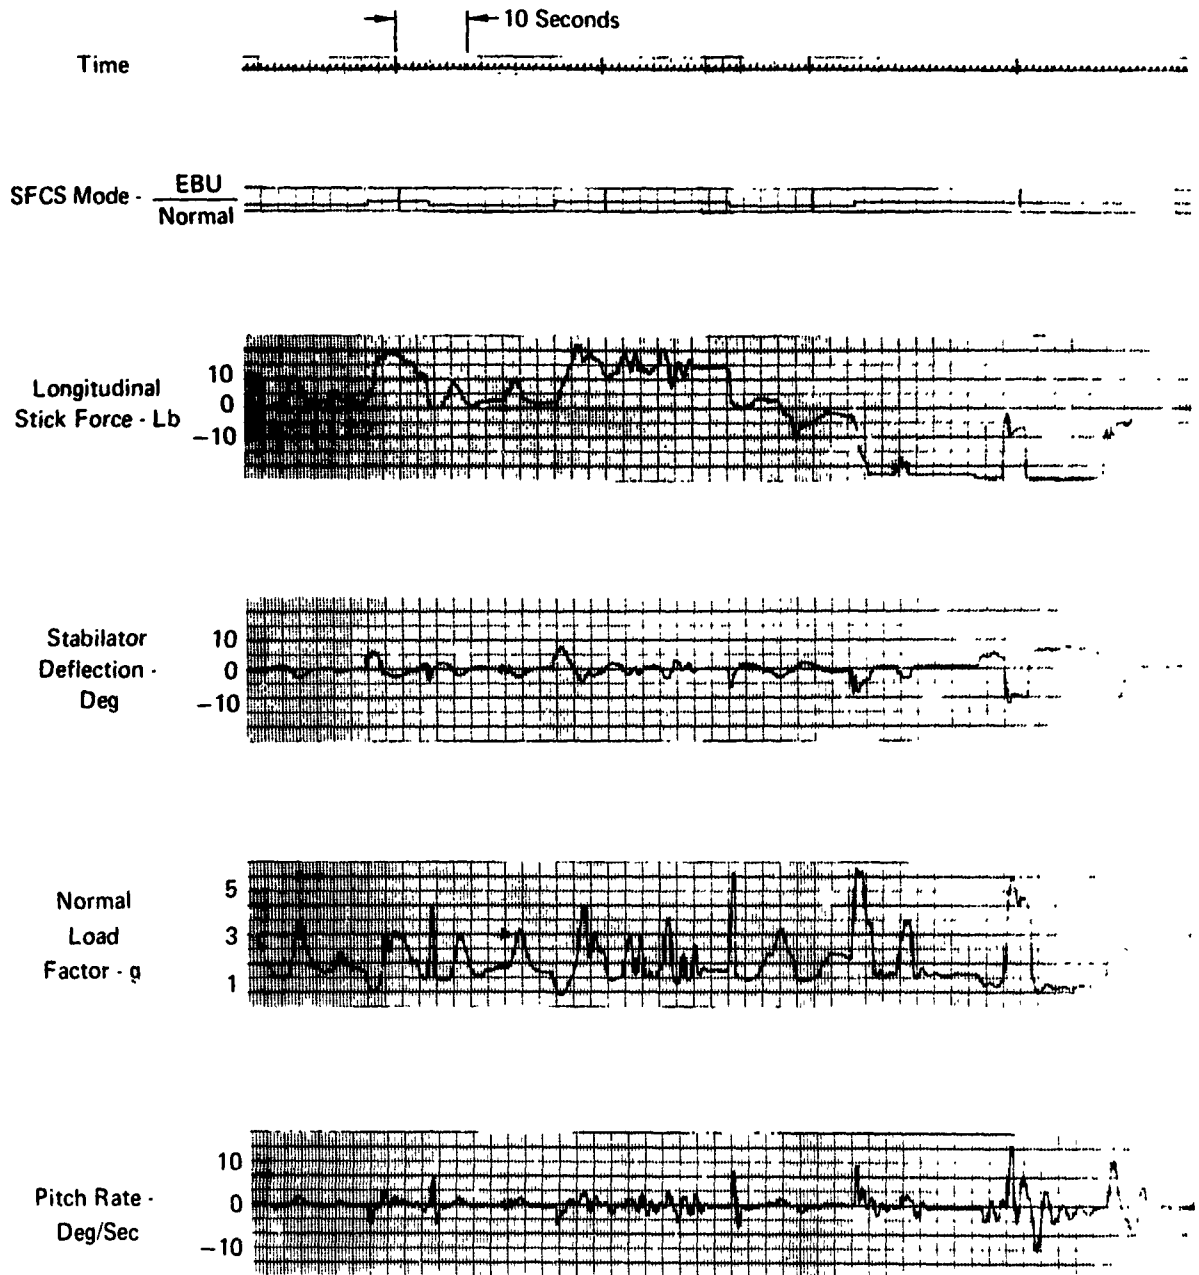 10 Seconds
Time
SFCS Mode - EBU
Normal
Longitudinal
Stick Force - Lb
10
0
−10
Stabilator
Deflection -
Deg
10
0
−10
Normal
Load
Factor - g
5
3
1
Pitch Rate -
Deg/Sec
10
0
−10